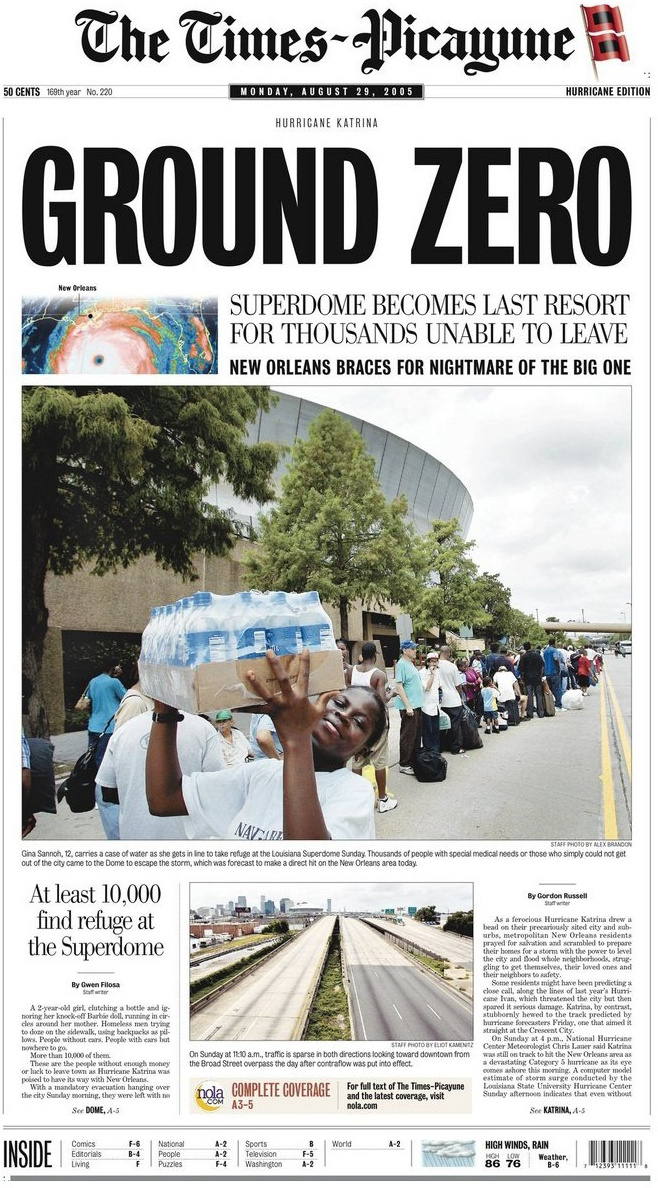 The Times-Picayune
50 CENTS 169th year No. 220
MONDAY, AUGUST 29, 2005
HURRICANE EDITION
HURRICANE KATRINA
GROUND ZERO
New Orleans
SUPERDOME BECOMES LAST RESORT
FOR THOUSANDS UNABLE TO LEAVE
NEW ORLEANS BRACES FOR NIGHTMARE OF THE BIG ONE
STAFF PHOTO BY ALEX BRANDON
Gina Sannoh, 12, carries a case of water as she gets in line to take refuge at the Louisiana Superdome Sunday. Thousands of people with special medical needs or those who simply could not get
out of the city came to the Dome to escape the storm, which was forecast to make a direct hit on the New Orleans area today.
At least 10,000
find refuge at
the Superdome
By Gwen Filosa
Staff writer
A 2-year-old girl, clutching a bottle and ig-
noring her knock-off Barbie doll, running in cir-
cles around her mother. Homeless men trying
to doze on the sidewalk, using backpacks as pil-
lows. People without cars. People with cars but
nowhere to go.
More than 10,000 of them.
These are the people without enough money
or luck to leave town as Hurricane Katrina was
poised to have its way with New Orleans.
With a mandatory evacuation hanging over
the city Sunday morning, they were left with no
See DOME, A-5
STAFF PHOTO BY ELIOT KAMENITZ
On Sunday at 11:10 a.m., traffic is sparse in both directions looking toward downtown from
the Broad Street overpass the day after contraflow was put into effect.
nola
.COM
COMPLETE COVERAGE
A3-5
For full text of The Times-Picayune
and the latest coverage, visit
nola.com
By Gordon Russell
Staff writer
As a ferocious Hurricane Katrina drew a
bead on their precariously sited city and sub-
urbs, metropolitan New Orleans residents
prayed for salvation and scrambled to prepare
their homes for a storm with the power to level
the city and flood whole neighborhoods, strug-
gling to get themselves, their loved ones and
their neighbors to safety.
Some residents might have been predicting a
close call, along the lines of last year's Hurri-
cane Ivan, which threatened the city but then
spared it serious damage. Katrina, by contrast,
stubbornly hewed to the track predicted by
hurricane forecasters Friday, one that aimed it
straight at the Crescent City.
On Sunday at 4 p.m., National Hurricane
Center Meteorologist Chris Lauer said Katrina
was still on track to hit the New Orleans area as
a devastating Category 5 hurricane as its eye
comes ashore this morning. A computer model
estimate of storm surge conducted by the
Louisiana State University Hurricane Center
Sunday afternoon indicates that even without
See KATRINA, A-5
INSIDE
Comics F-6
Editorials B-4
Living F
National A-2
People A-2
Puzzles F-4
Sports B
Television F-5
Washington A-2
World A-2
HIGH WINDS, RAIN
HIGH LOW
86 76
Weather,
B-6
7 12393 11111 8